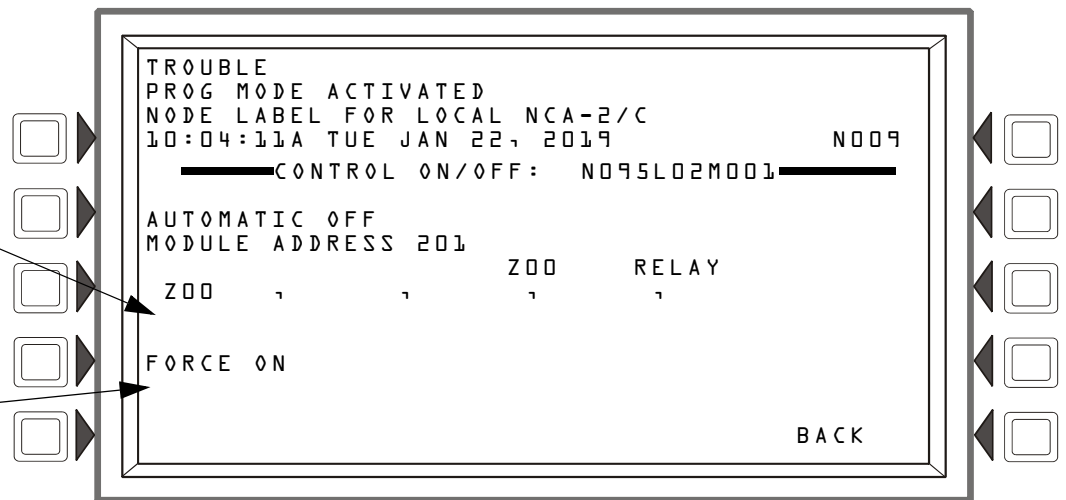 TROUBLE
PROG MODE ACTIVATED
NODE LABEL FOR LOCAL NCA-2/C
10:04:11A TUE JAN 22, 2019 N009
CONTROL ON/OFF: N095L02M001
AUTOMATIC OFF
MODULE ADDRESS 201
Z00 RELAY
Z00 , , , ,
FORCE ON
BACK